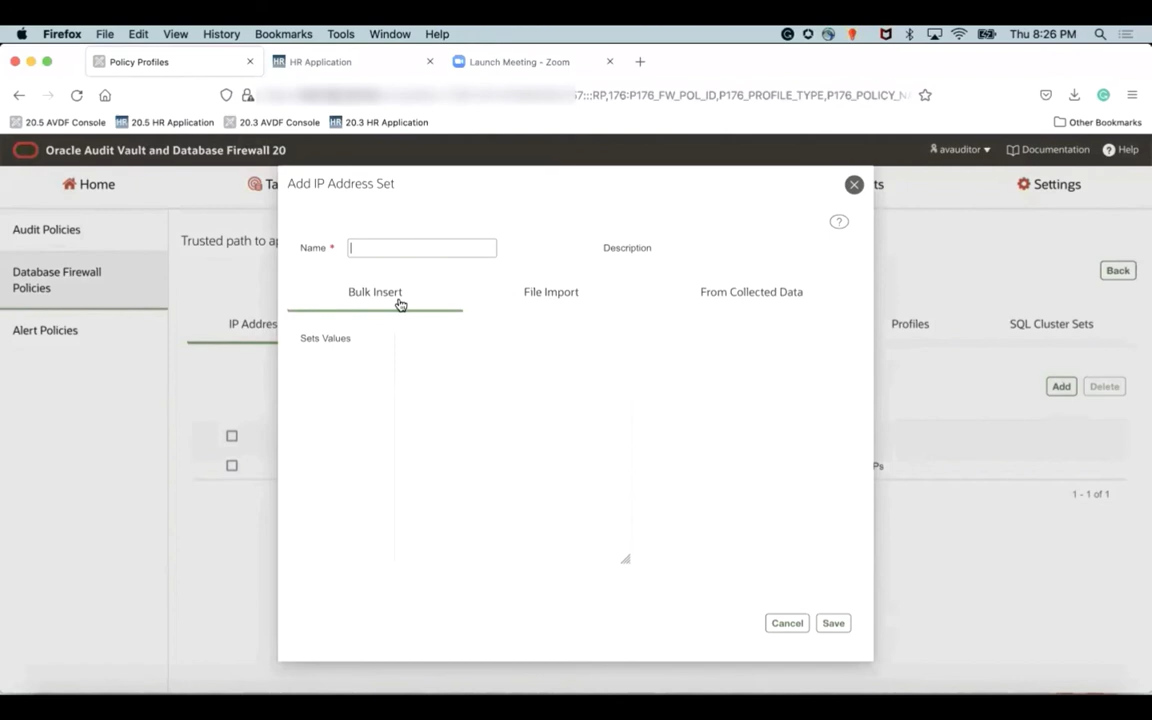 Firefox File Edit View History Bookmarks Tools Window Help Thu 8:26 PM
Policy Profiles HR HR Application Launch Meeting - Zoom
57:::RP,176:P176_FW_POL_ID,P176_PROFILE_TYPE,P176_POLICY_N
20.5 AVDF Console HR 20.5 HR Application 20.3 AVDF Console HR 20.3 HR Application Other Bookmarks
Oracle Audit Vault and Database Firewall 20 avauditor Documentation ? Help
Home Ta ts Settings
Add IP Address Set
?
Audit Policies
Trusted path to ap
Name * Description
Database Firewall
Policies
Back
Bulk Insert File Import From Collected Data
Alert Policies
IP Addres Profiles SQL Cluster Sets
Sets Values
Add Delete
Ps
1 - 1 of 1
Cancel Save